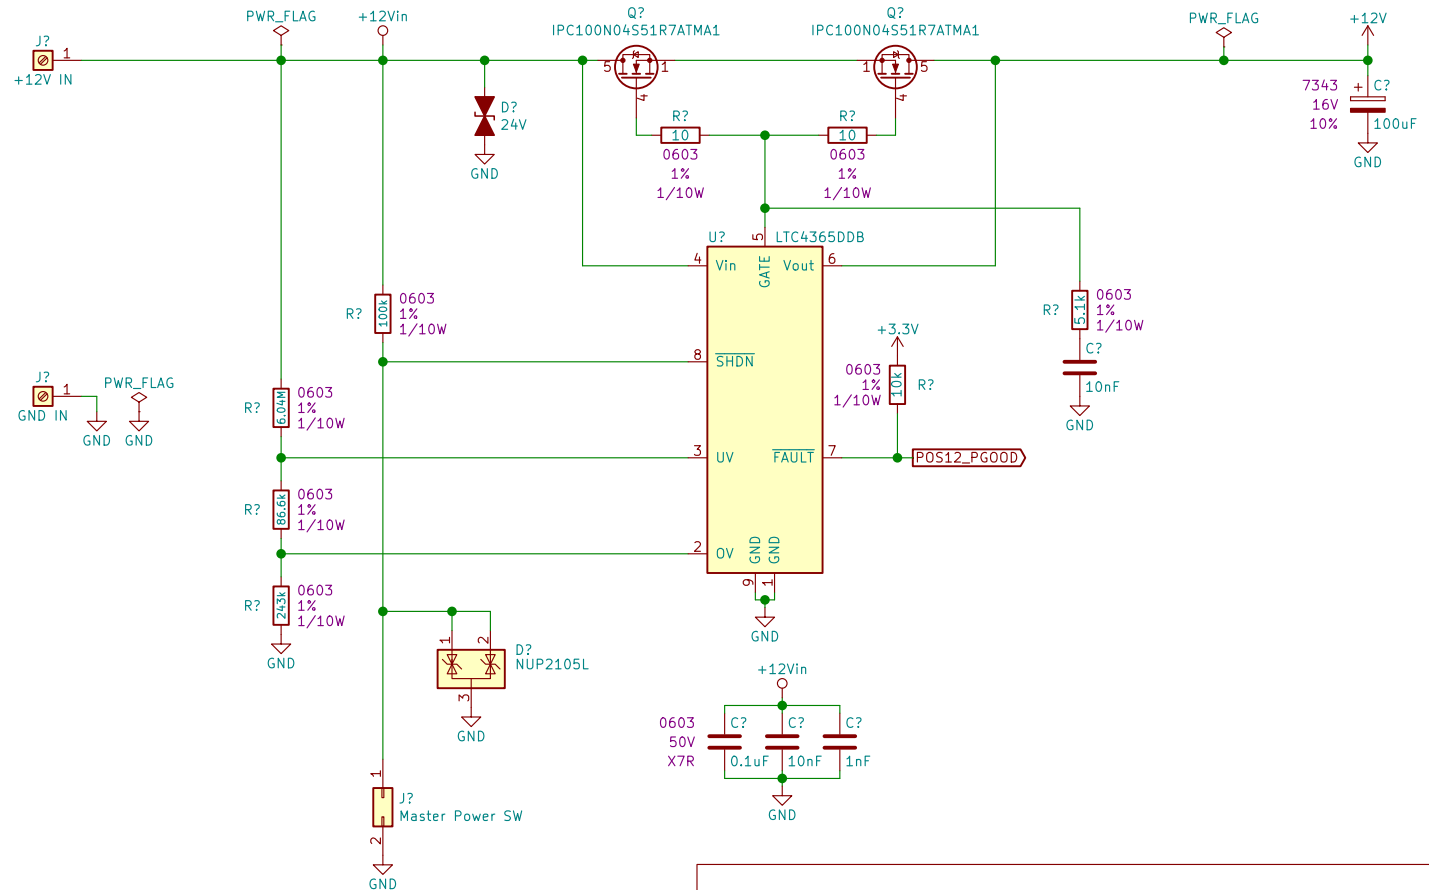 PWR_FLAG
+12Vin
Q?
IPC100N04S51R7ATMA1
Q?
IPC100N04S51R7ATMA1
PWR_FLAG
+12V
J?
1
+12V IN
5
1
4
1
5
4
D?
24V
GND
R?
10
0603
1%
1/10W
R?
10
0603
1%
1/10W
7343
16V
10%
+
C?
100uF
GND
U?
LTC4365DDB
5
GATE
4
Vin
Vout
6
R?
100k
0603
1%
1/10W
8
SHDN
+3.3V
0603
1%
1/10W
10k
R?
R?
5.1k
0603
1%
1/10W
C?
10nF
GND
J?
1
GND IN
GND
PWR_FLAG
GND
R?
6.04M
0603
1%
1/10W
3
UV
FAULT
7
POS12_PGOOD
R?
86.6k
0603
1%
1/10W
2
OV
GND
GND
9
1
GND
R?
243k
0603
1%
1/10W
GND
1
2
D?
NUP2105L
3
GND
+12Vin
0603
50V
X7R
C?
0.1uF
C?
10nF
C?
1nF
GND
1
J?
Master Power SW
2
GND